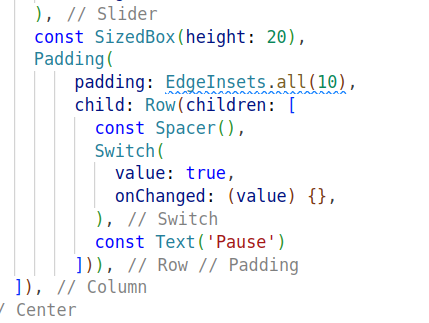 ), // Slider
const SizedBox(height: 20),
Padding(
padding: EdgeInsets.all(10),
child: Row(children: [
const Spacer(),
Switch(
value: true,
onChanged: (value) {},
), // Switch
const Text('Pause')
])), // Row // Padding
]), // Column
/ Center